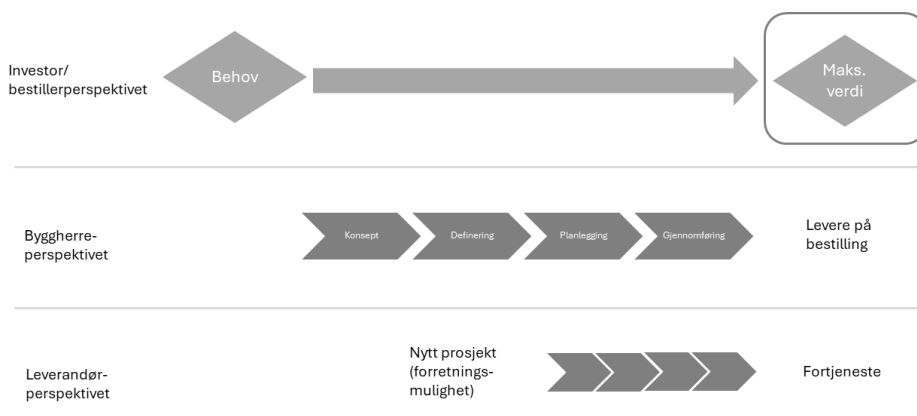 Investor/
bestillerperspektivet
Behov
Maks.
verdi
Byggherre-
perspektivet
Konsept
Definering
Planlegging
Gjennomføring
Levere på
bestilling
Leverandør-
perspektivet
Nytt prosjekt
(forretnings-
mulighet)
Fortjeneste